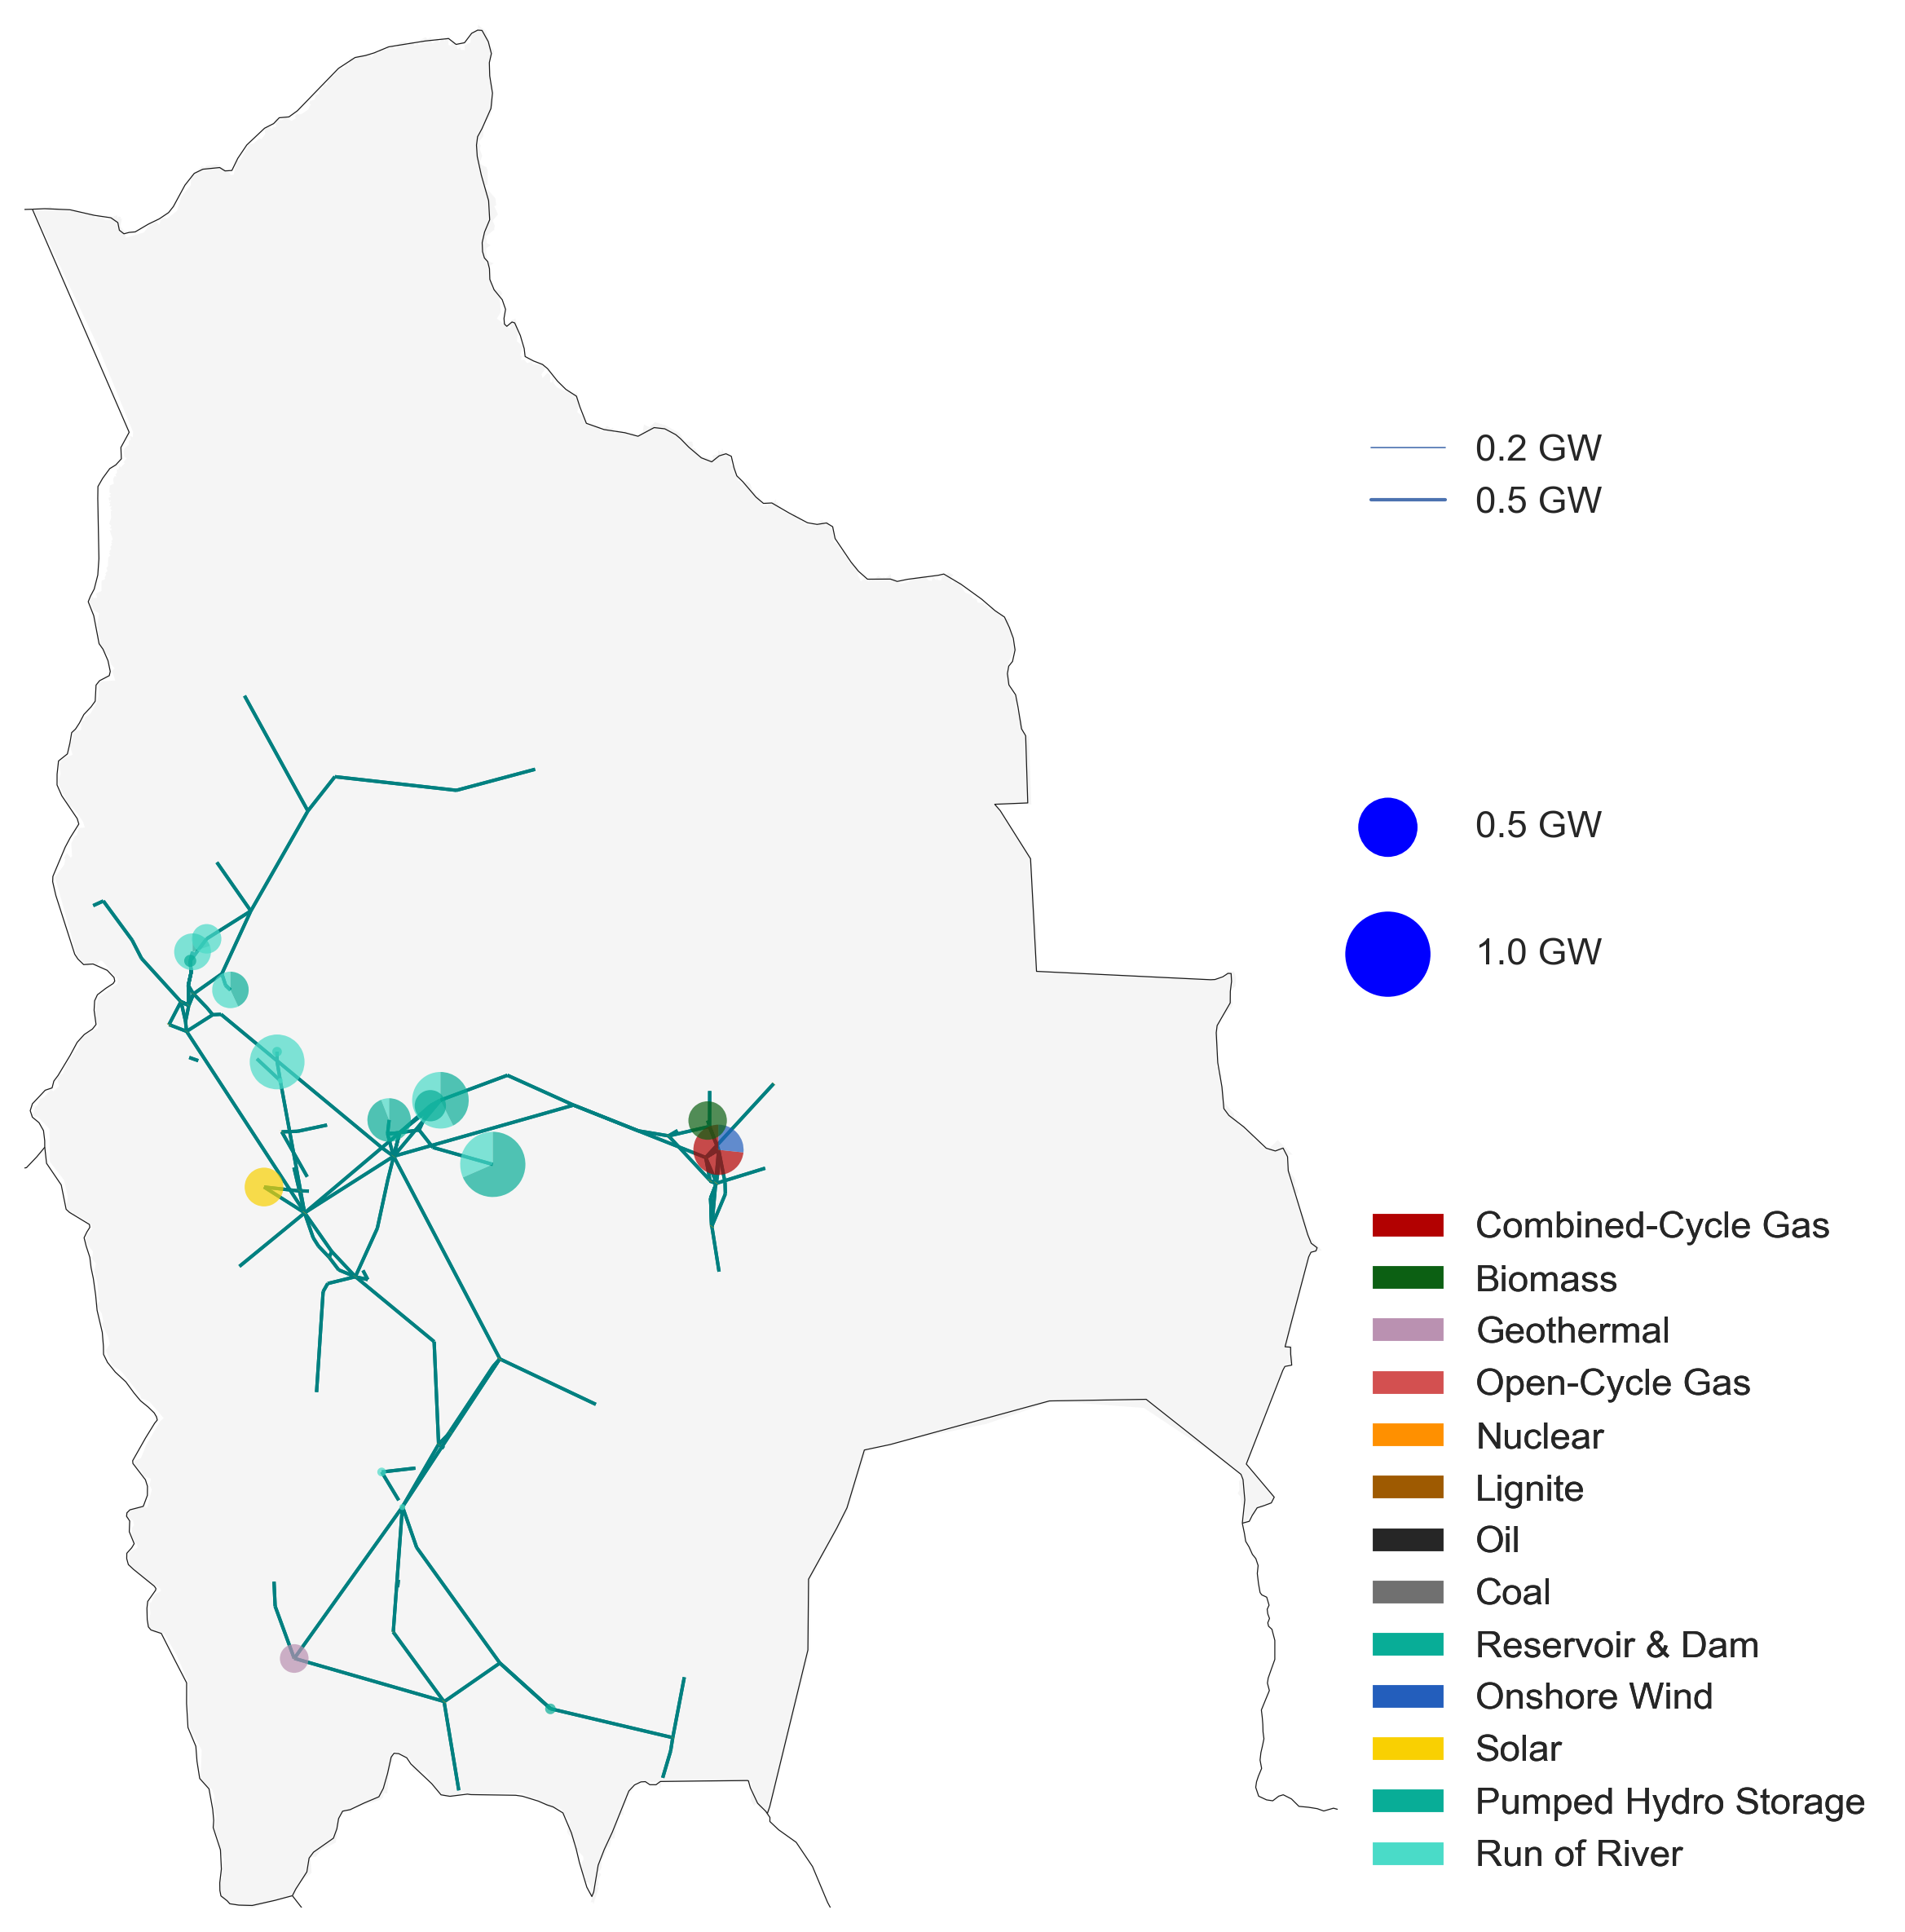 0.2 GW
0.5 GW
0.5 GW
1.0 GW
Combined-Cycle Gas
Biomass
Geothermal
Open-Cycle Gas
Nuclear
Lignite
Oil
Coal
Reservoir & Dam
Onshore Wind
Solar
Pumped Hydro Storage
Run of River